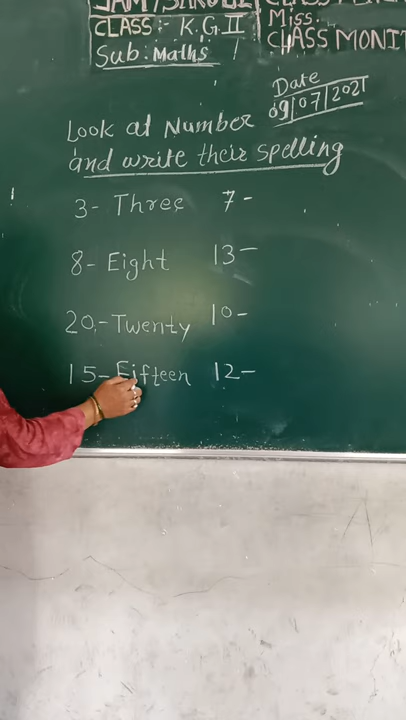 CLASS:- K.G.II
Miss.
Sub. Maths
CLASS MONIT
Date
09/07/2021
Look at Number
and write their spelling
3- Three 7-
8- Eight 13-
20-Twenty 10-
15-Fifteen 12-
A